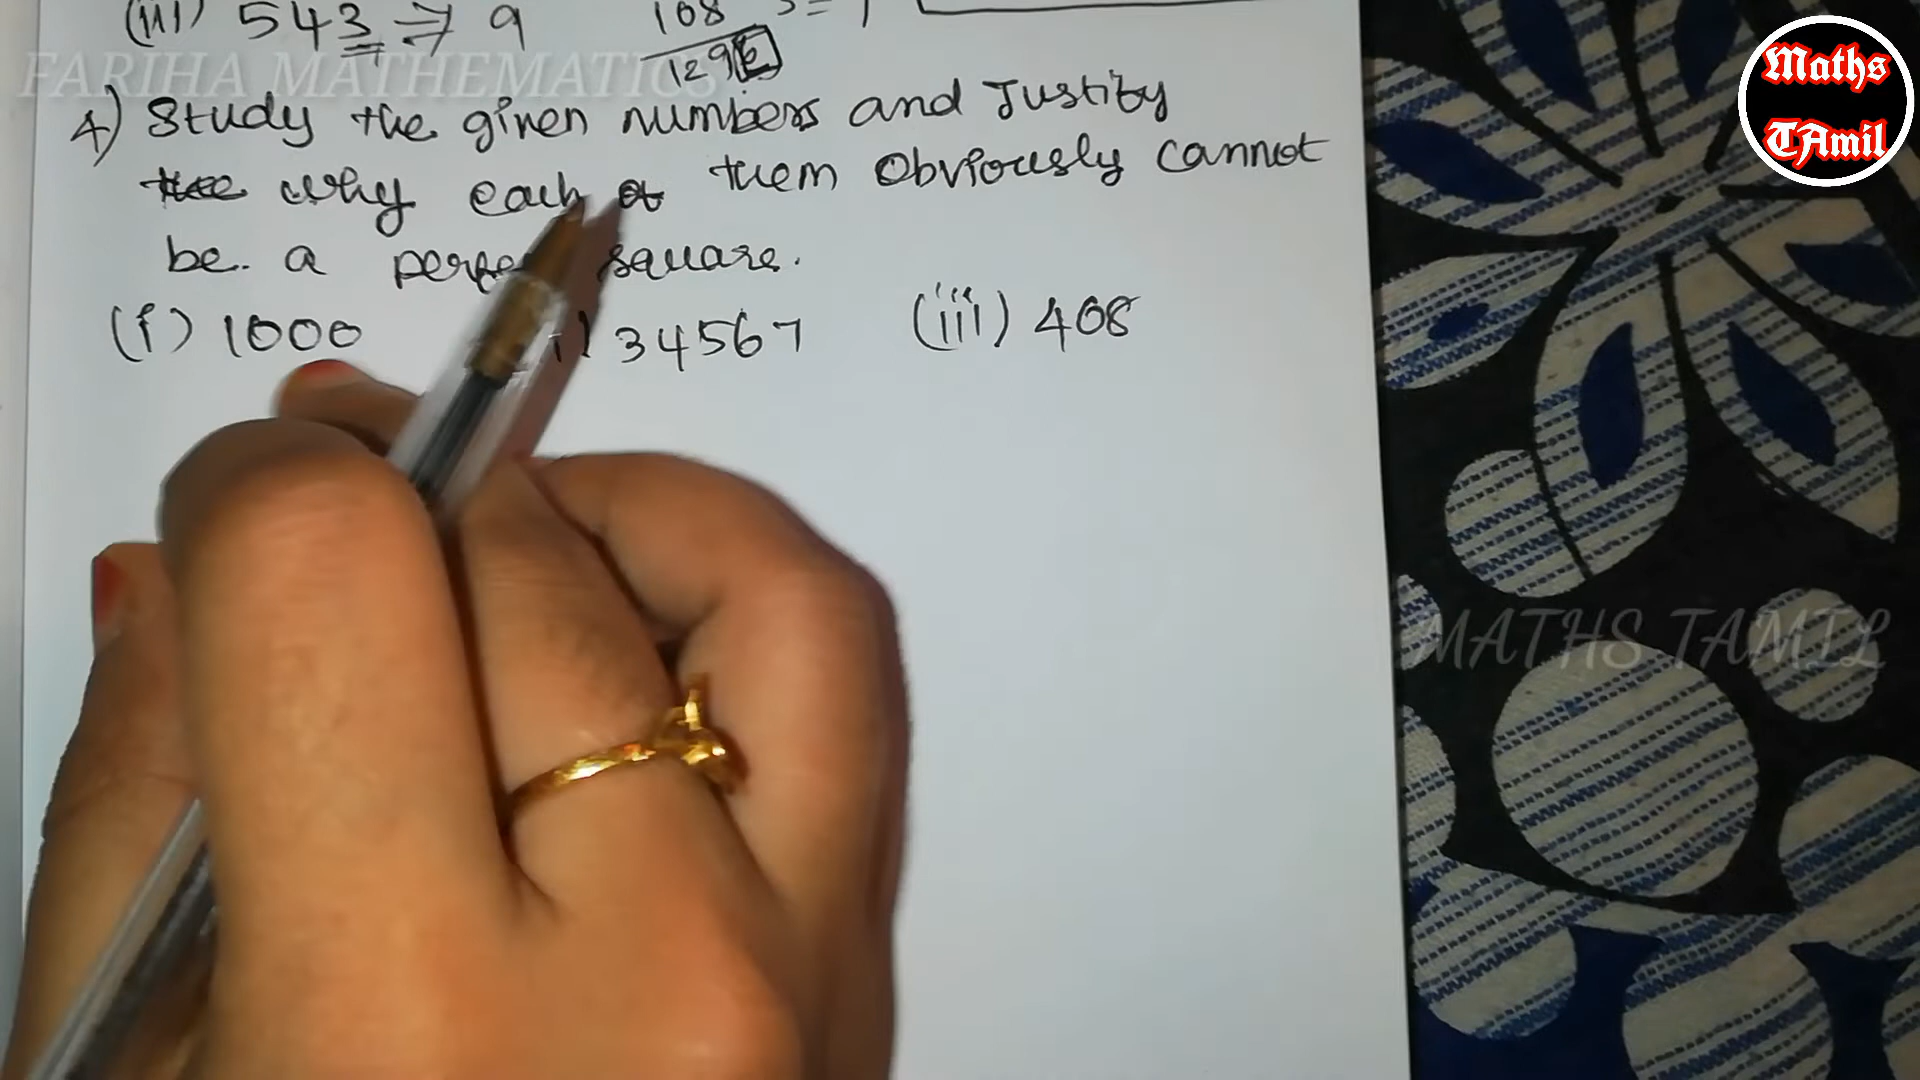 (iii) 543 => 9
108
1296
FARIHA MATHEMATICS
4) Study the given numbers and Justify
why each of them obviously cannot
be. a perfe square.
(i) 1000 i) 34567 (iii) 408
Maths
TAmil
MATHS TAMIL